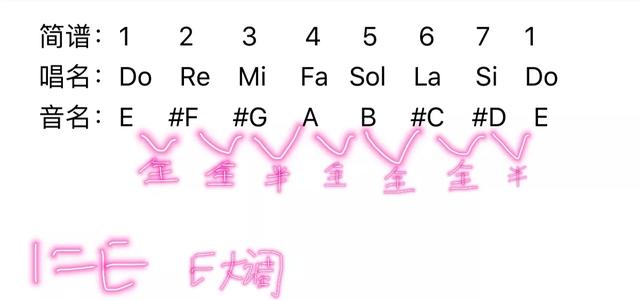 简谱：1 2 3 4 5 6 7 1
唱名：Do Re Mi Fa Sol La Si Do
音名：E #F #G A B #C #D E
全 全 半 全 全 全 半
1=E E大调